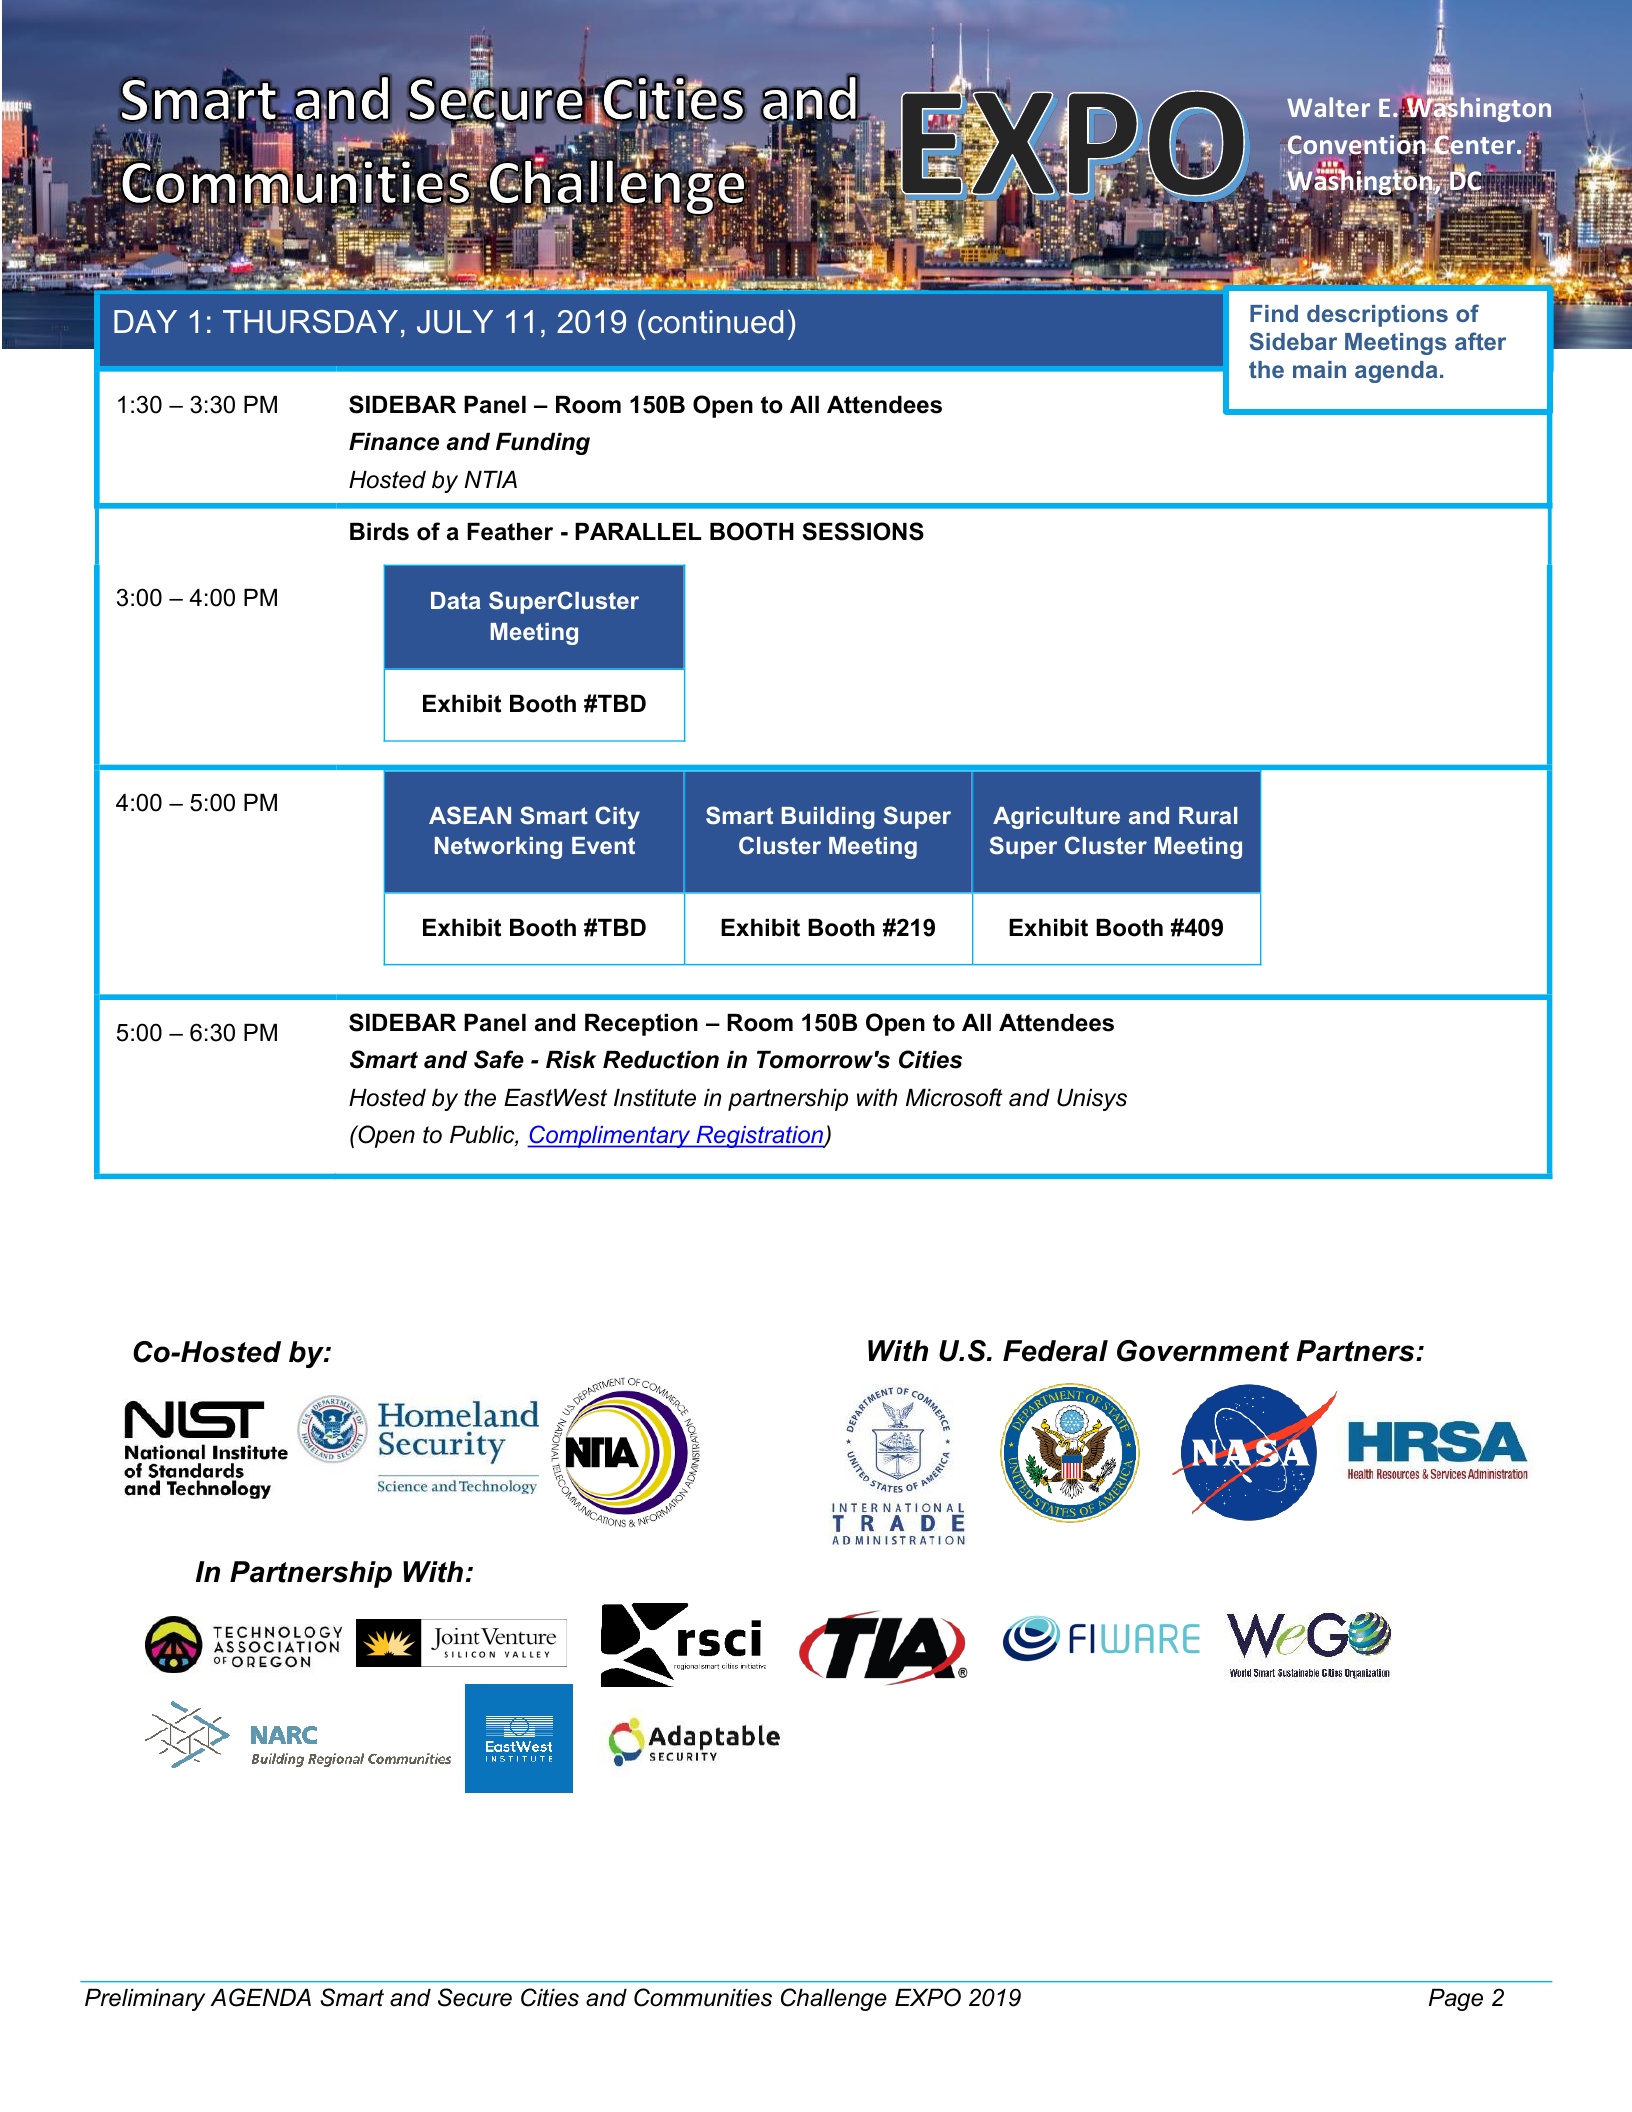 Smart and Secure Cities and
Communities Challenge
EXPO
Walter E. Washington
Convention Center.
Washington, DC
DAY 1: THURSDAY, JULY 11, 2019 (continued)
Find descriptions of
Sidebar Meetings after
the main agenda.
1:30 – 3:30 PM
SIDEBAR Panel – Room 150B Open to All Attendees
Finance and Funding
Hosted by NTIA
Birds of a Feather - PARALLEL BOOTH SESSIONS
3:00 – 4:00 PM
Data SuperCluster
Meeting
Exhibit Booth #TBD
4:00 – 5:00 PM
ASEAN Smart City
Networking Event
Exhibit Booth #TBD
Smart Building Super
Cluster Meeting
Exhibit Booth #219
Agriculture and Rural
Super Cluster Meeting
Exhibit Booth #409
5:00 – 6:30 PM
SIDEBAR Panel and Reception – Room 150B Open to All Attendees
Smart and Safe - Risk Reduction in Tomorrow's Cities
Hosted by the EastWest Institute in partnership with Microsoft and Unisys
(Open to Public, Complimentary Registration)
Co-Hosted by:
NIST
National Institute
of Standards
and Technology
U.S. DEPARTMENT OF
HOMELAND SECURITY
Homeland
Security
Science and Technology
U.S. DEPARTMENT OF COMMERCE
NATIONAL TELECOMMUNICATIONS & INFORMATION ADMINISTRATION
NTIA
With U.S. Federal Government Partners:
DEPARTMENT OF COMMERCE
UNITED STATES OF AMERICA
INTERNATIONAL
TRADE
ADMINISTRATION
DEPARTMENT OF STATE
UNITED STATES OF AMERICA
NASA
HRSA
Health Resources & Services Administration
In Partnership With:
TECHNOLOGY
ASSOCIATION
OF OREGON
Joint Venture
SILICON VALLEY
rsci
regional smart cities initiative
TIA®
FIWARE
WeGO
World Smart Sustainable Cities Organization
NARC
Building Regional Communities
EastWest
INSTITUTE
Adaptable
SECURITY
Preliminary AGENDA Smart and Secure Cities and Communities Challenge EXPO 2019
Page 2